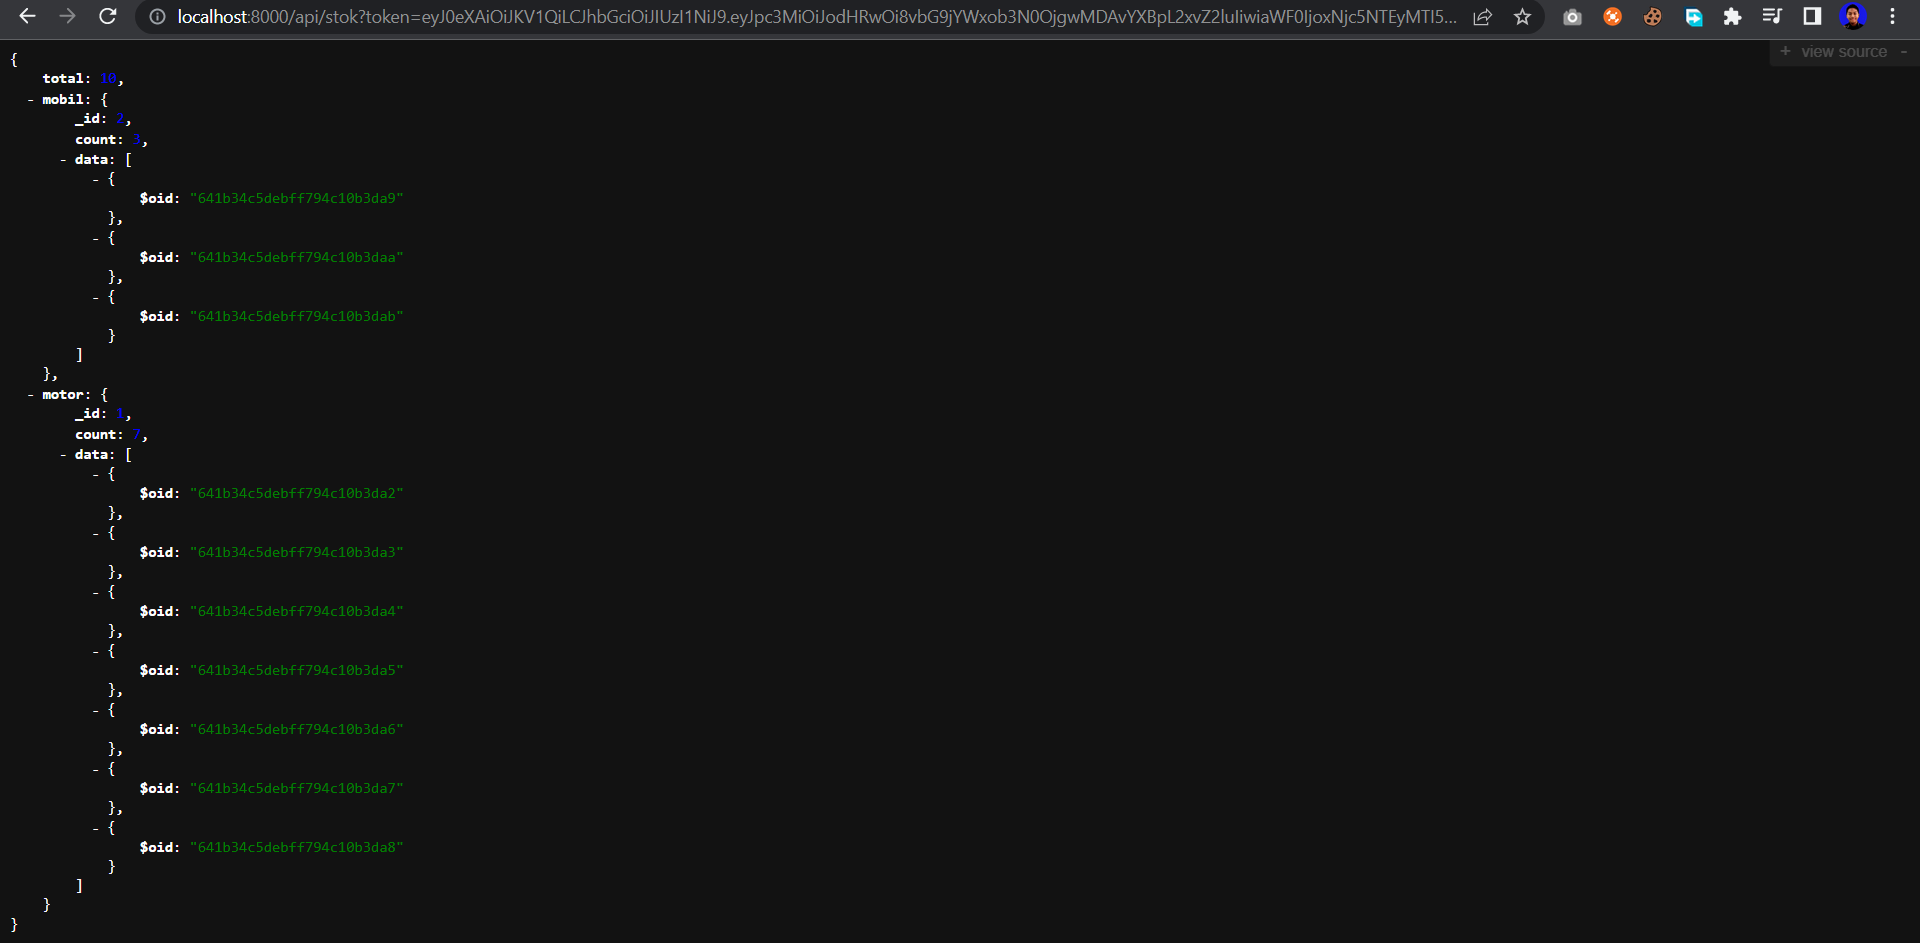 localhost:8000/api/stok?token=eyJ0eXAiOiJKV1QiLCJhbGciOiJIUzI1NiJ9.eyJpc3MiOiJodHRwOi8vbG9jYWxob3N0OjgwMDAvYXBpL2xvZ2luIiwiaWF0IjoxNjc5NTEyMTI5...
+ view source -
{
total: 10,
- mobil: {
_id: 2,
count: 3,
- data: [
- {
$oid: "641b34c5debff794c10b3da9"
},
- {
$oid: "641b34c5debff794c10b3daa"
},
- {
$oid: "641b34c5debff794c10b3dab"
}
]
},
- motor: {
_id: 1,
count: 7,
- data: [
- {
$oid: "641b34c5debff794c10b3da2"
},
- {
$oid: "641b34c5debff794c10b3da3"
},
- {
$oid: "641b34c5debff794c10b3da4"
},
- {
$oid: "641b34c5debff794c10b3da5"
},
- {
$oid: "641b34c5debff794c10b3da6"
},
- {
$oid: "641b34c5debff794c10b3da7"
},
- {
$oid: "641b34c5debff794c10b3da8"
}
]
}
}